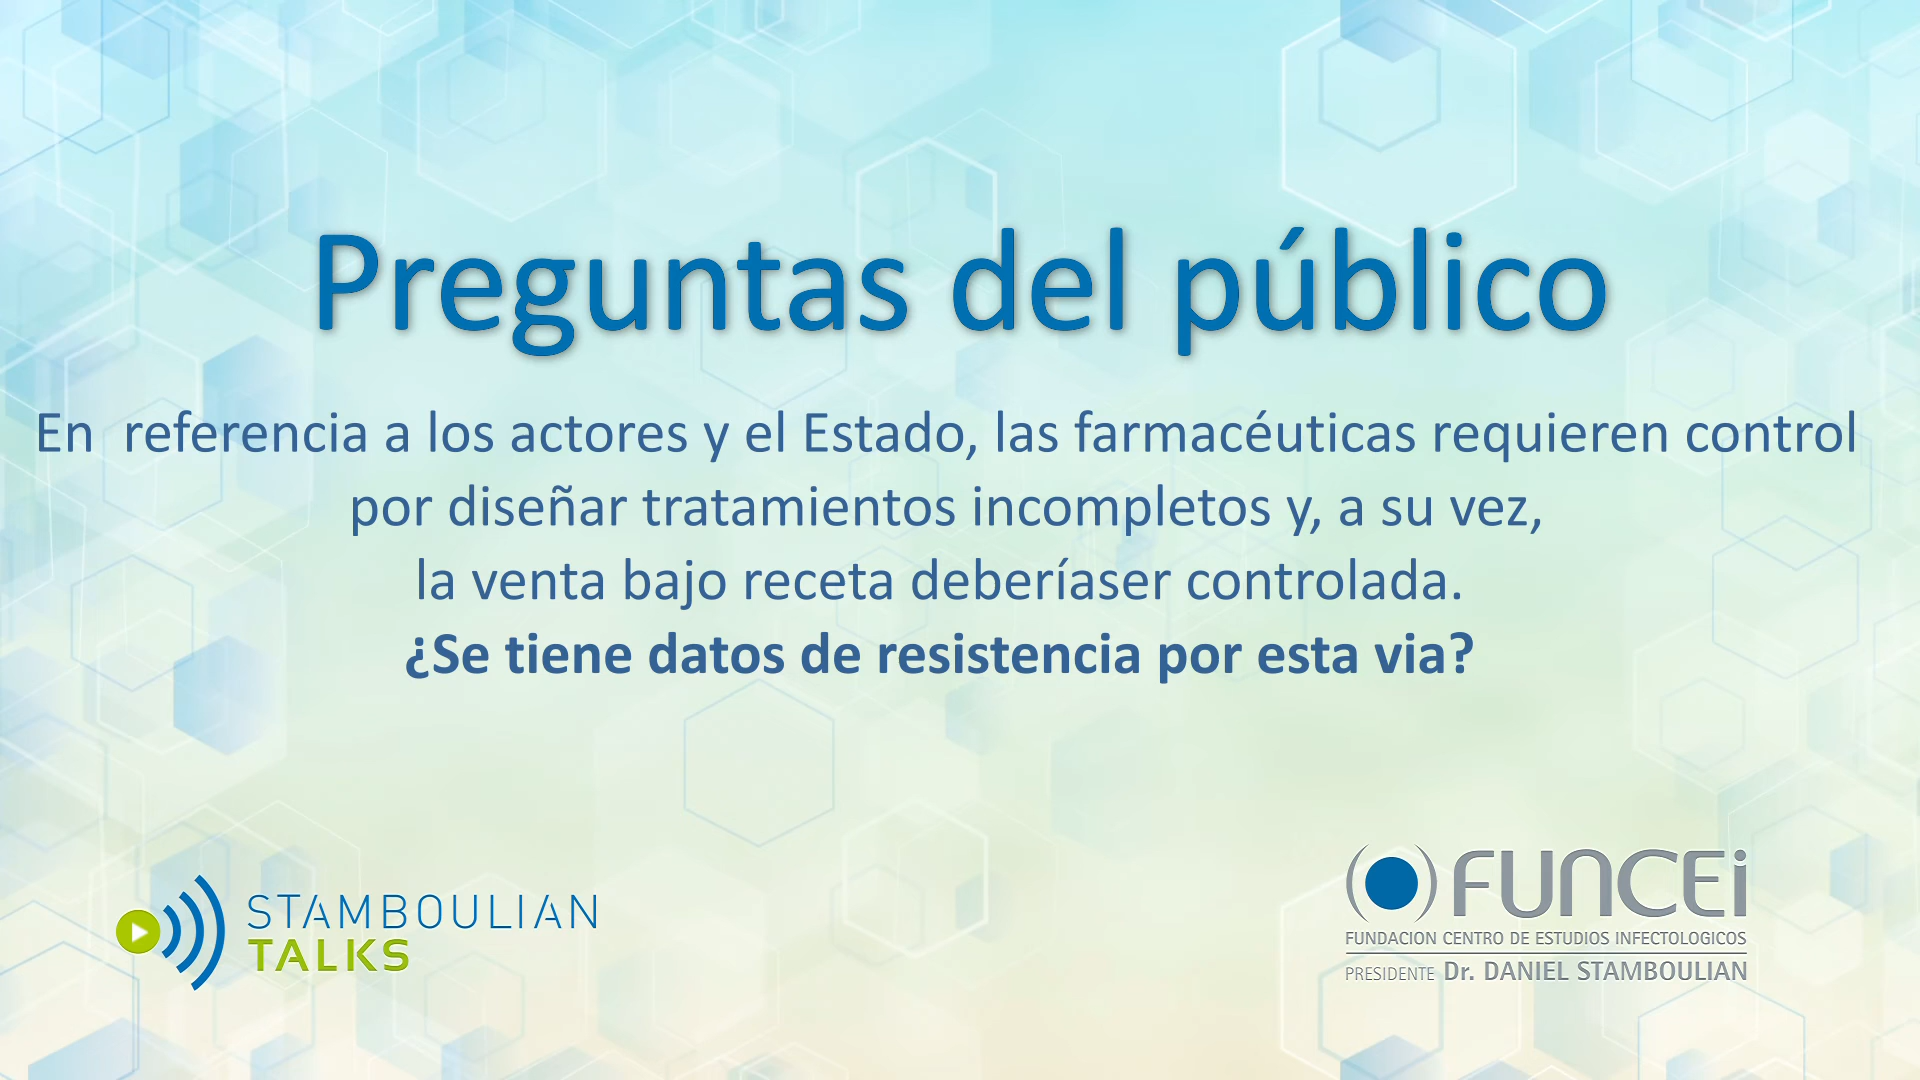 Preguntas del público
En  referencia a los actores y el Estado, las farmacéuticas requieren control
por diseñar tratamientos incompletos y, a su vez,
la venta bajo receta deberíaser controlada.
¿Se tiene datos de resistencia por esta via?
STAMBOULIAN
TALKS
FUNCEi
FUNDACION CENTRO DE ESTUDIOS INFECTOLOGICOS
PRESIDENTE Dr. DANIEL STAMBOULIAN